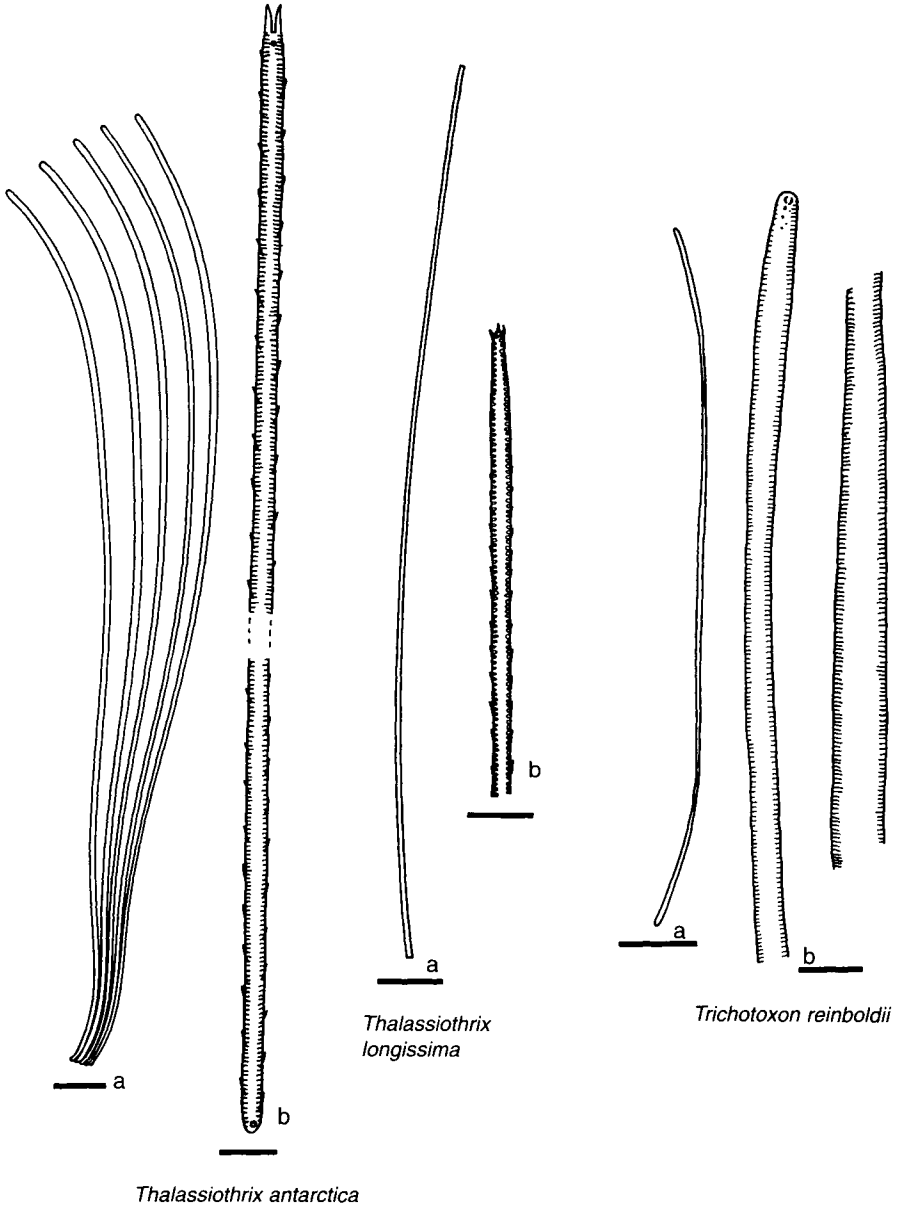 a
b
Thalassiothrix antarctica
a
b
Thalassiothrix
longissima
a
b
Trichotoxon reinboldii